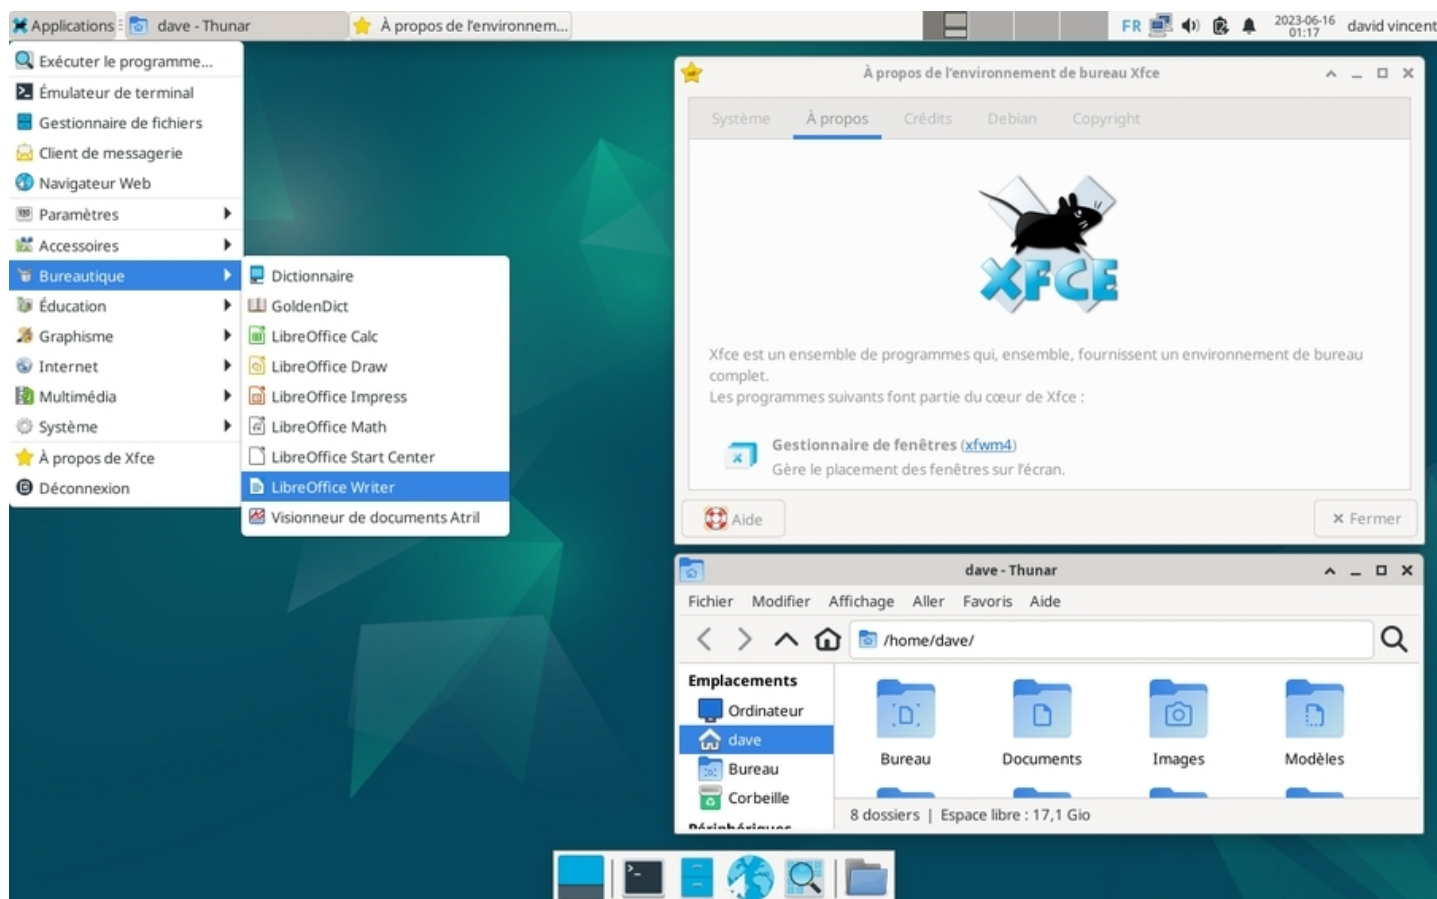 Applications
dave - Thunar
À propos de l’environnem...
FR
2023-06-16
01:17
david vincent
Exécuter le programme...
Émulateur de terminal
Gestionnaire de fichiers
Client de messagerie
Navigateur Web
Paramètres
Accessoires
Bureautique
Éducation
Graphisme
Internet
Multimédia
Système
À propos de Xfce
Déconnexion
Dictionnaire
GoldenDict
LibreOffice Calc
LibreOffice Draw
LibreOffice Impress
LibreOffice Math
LibreOffice Start Center
LibreOffice Writer
Visionneur de documents Atril
À propos de l’environnement de bureau Xfce
Système À propos Crédits Debian Copyright
XFCE
Xfce est un ensemble de programmes qui, ensemble, fournissent un environnement de bureau
complet.
Les programmes suivants font partie du cœur de Xfce :
Gestionnaire de fenêtres (xfwm4)
Gère le placement des fenêtres sur l’écran.
Aide
Fermer
dave - Thunar
Fichier Modifier Affichage Aller Favoris Aide
/home/dave/
Emplacements
Ordinateur
dave
Bureau
Corbeille
Périphériques
Bureau Documents Images Modèles
8 dossiers | Espace libre : 17,1 Gio